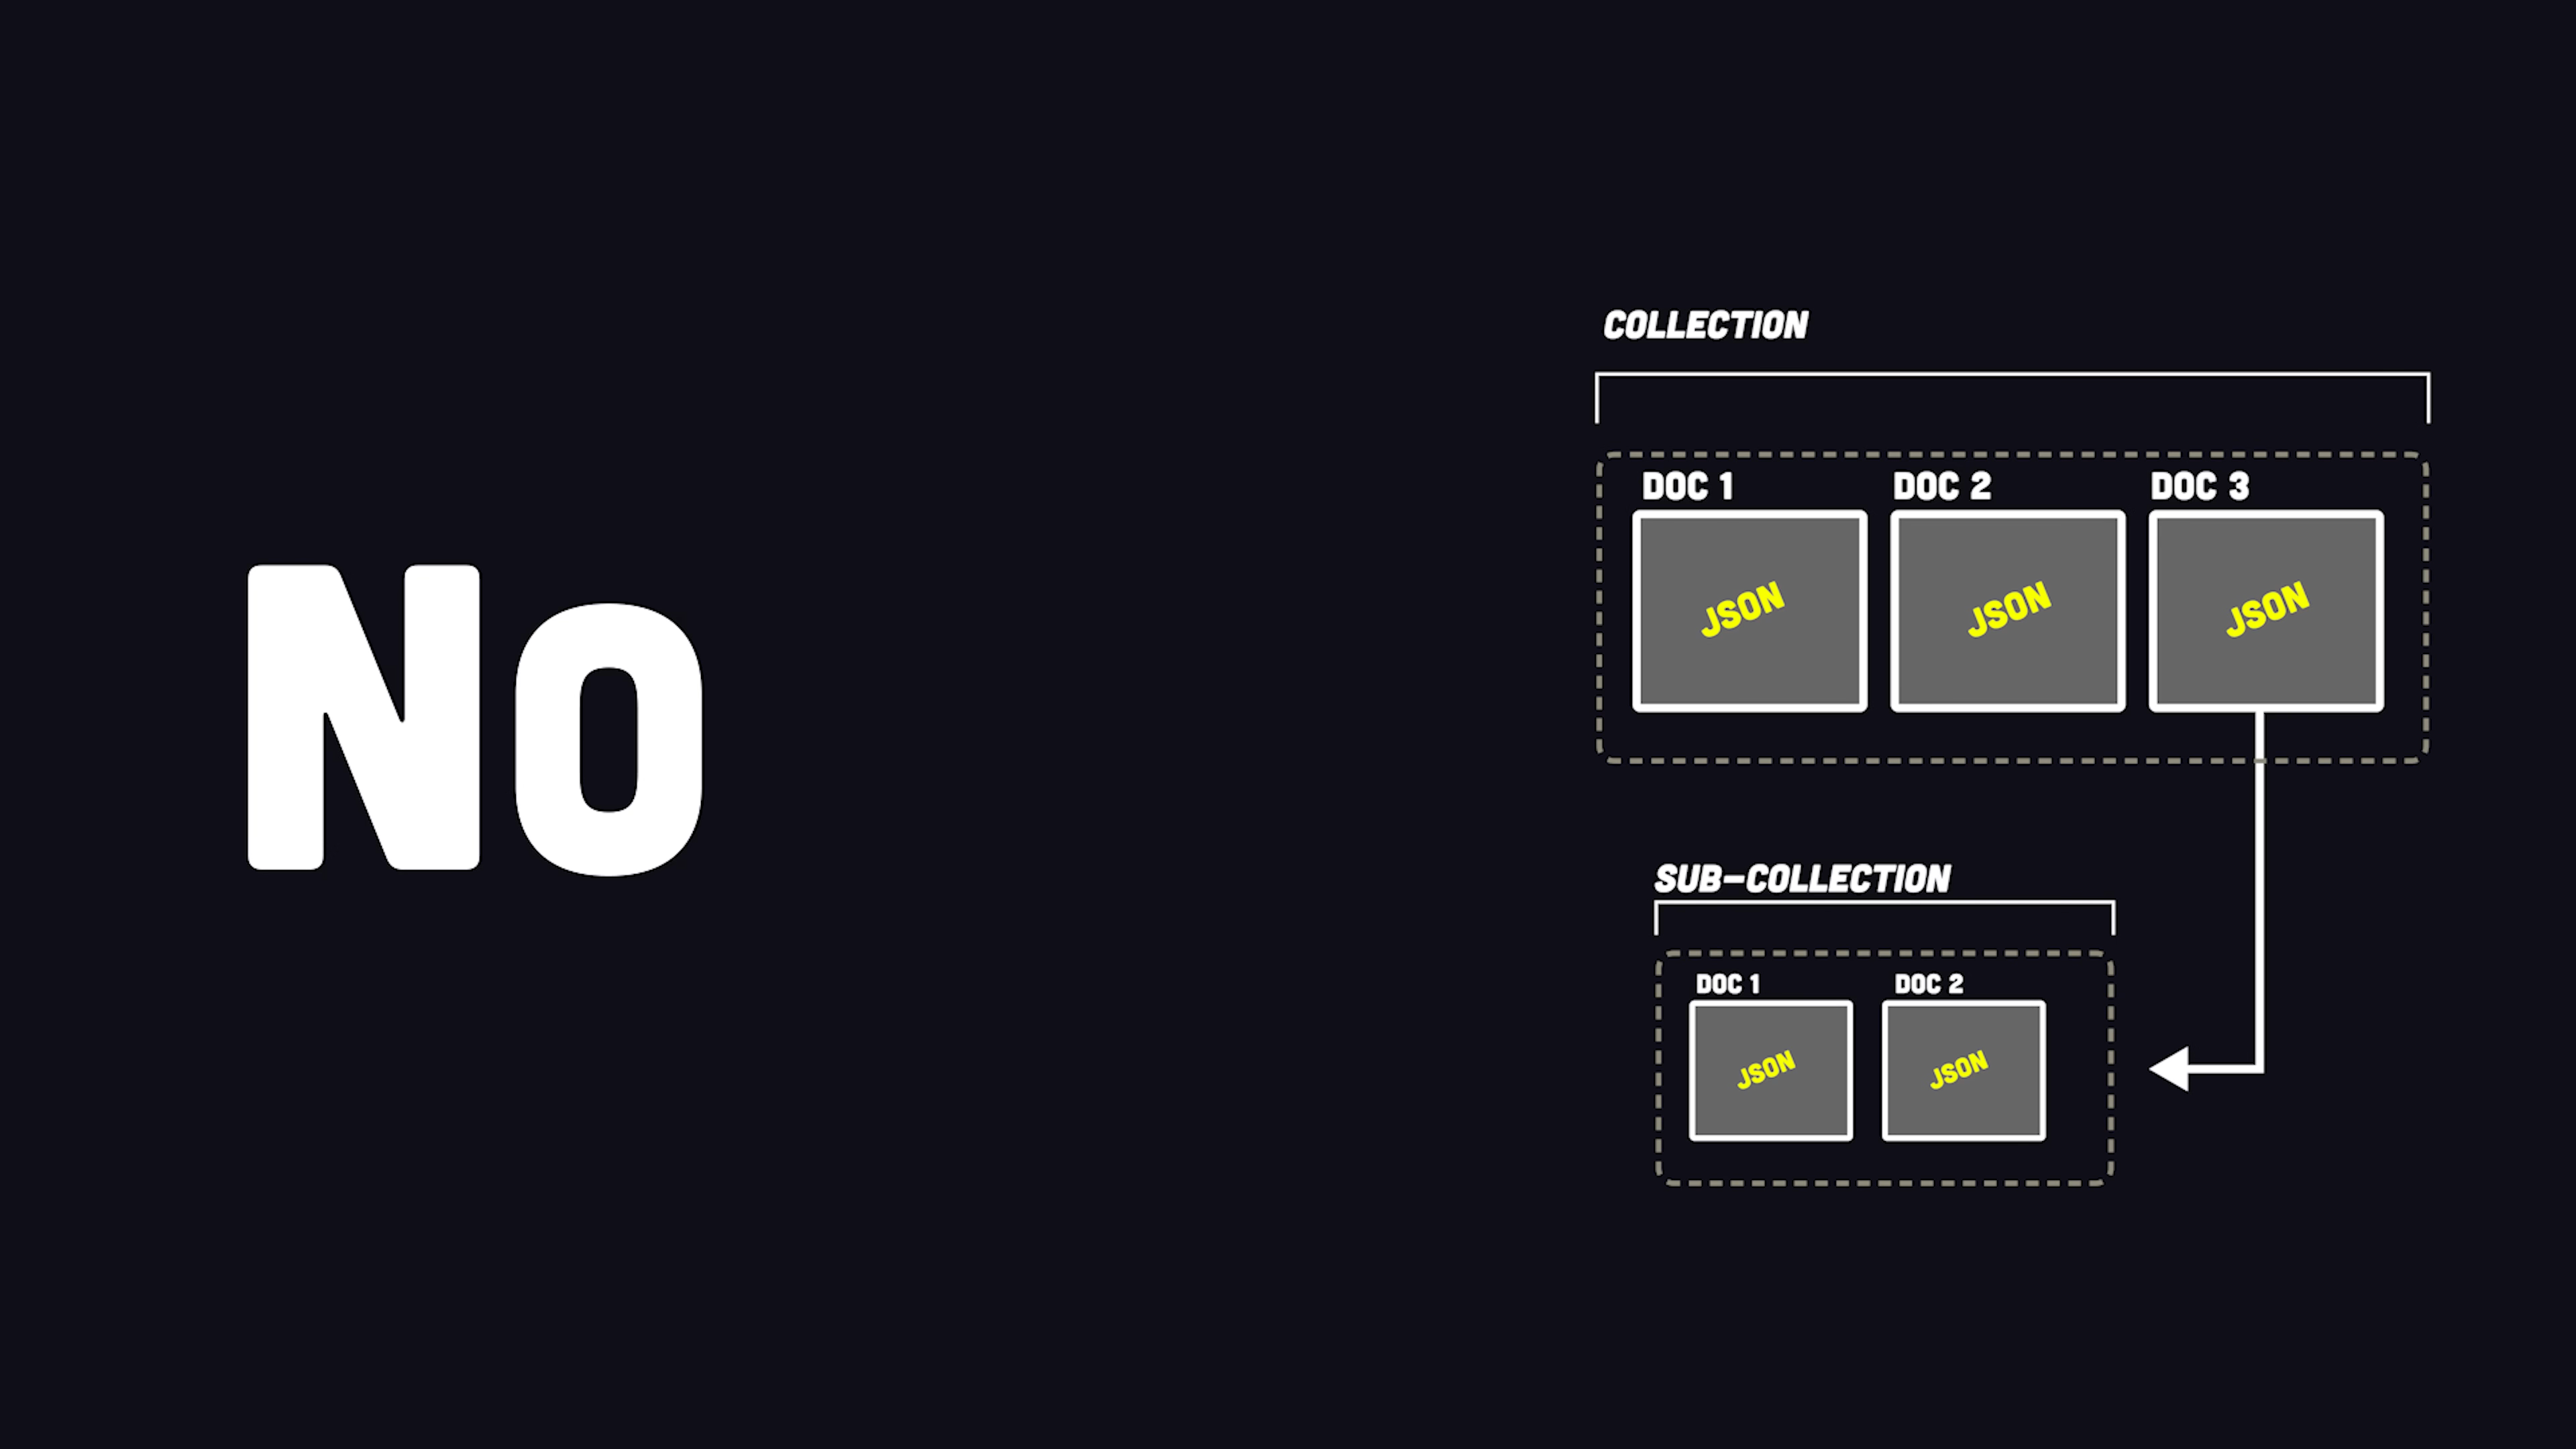 No
COLLECTION
DOC 1 DOC 2 DOC 3
JSON JSON JSON
SUB-COLLECTION
DOC 1 DOC 2
JSON JSON